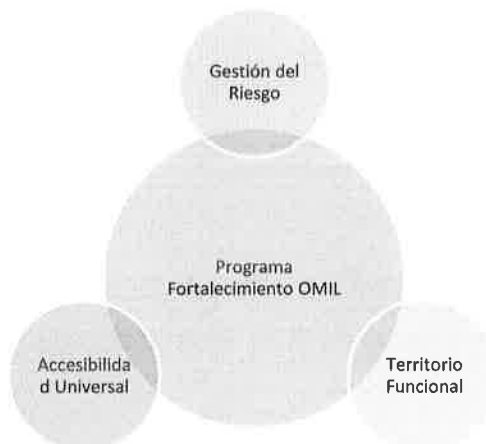 Gestión del
Riesgo
Programa
Fortalecimiento OMIL
Accesibilida
d Universal
Territorio
Funcional